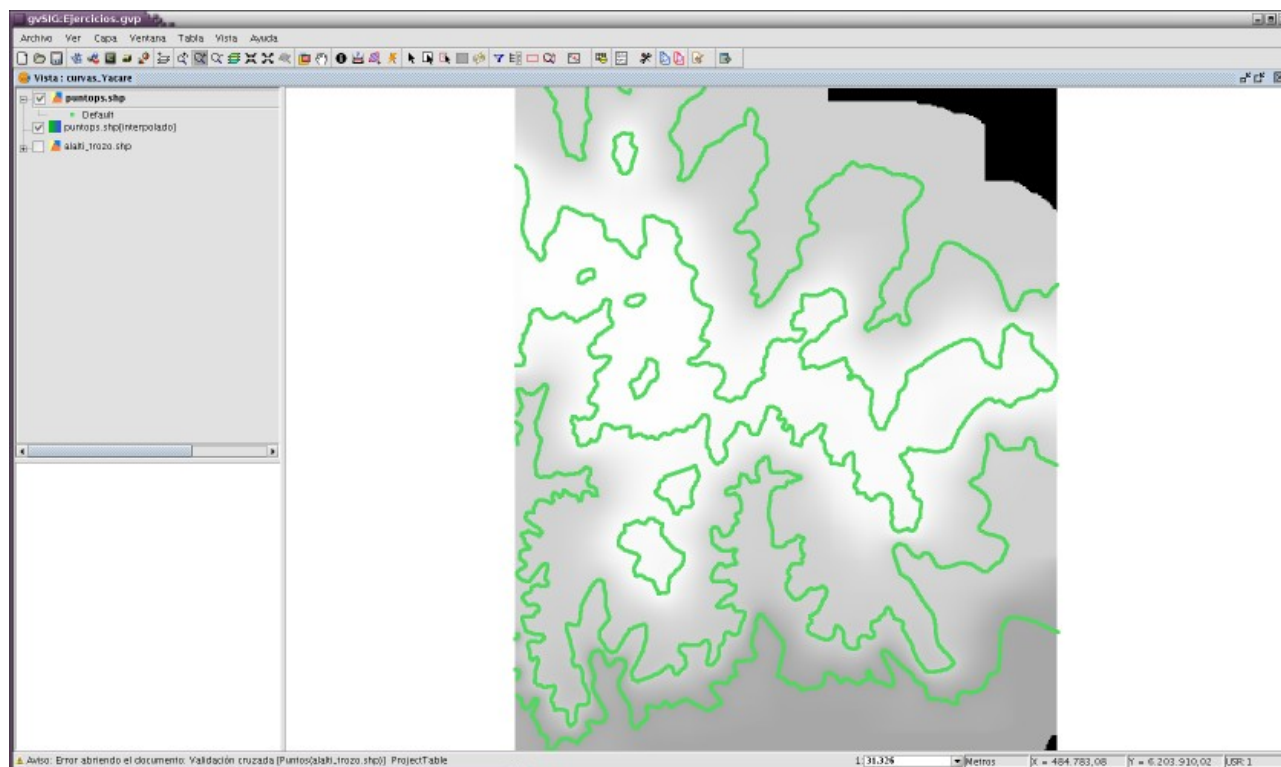 gvSIG:Ejercicios.gvp
Archivo Ver Capa Ventana Tabla Vista Ayuda
Vista : curvas_Yacare
puntops.shp
Default
puntops.shp[interpolado]
alalti_trozo.shp
Aviso: Error abriendo el documento: Validación cruzada [Puntos(alalti_trozo.shp)] ProjectTable
1: 31.326
Metros
X = 484.783,08
Y = 6.203.910,02
USR:1